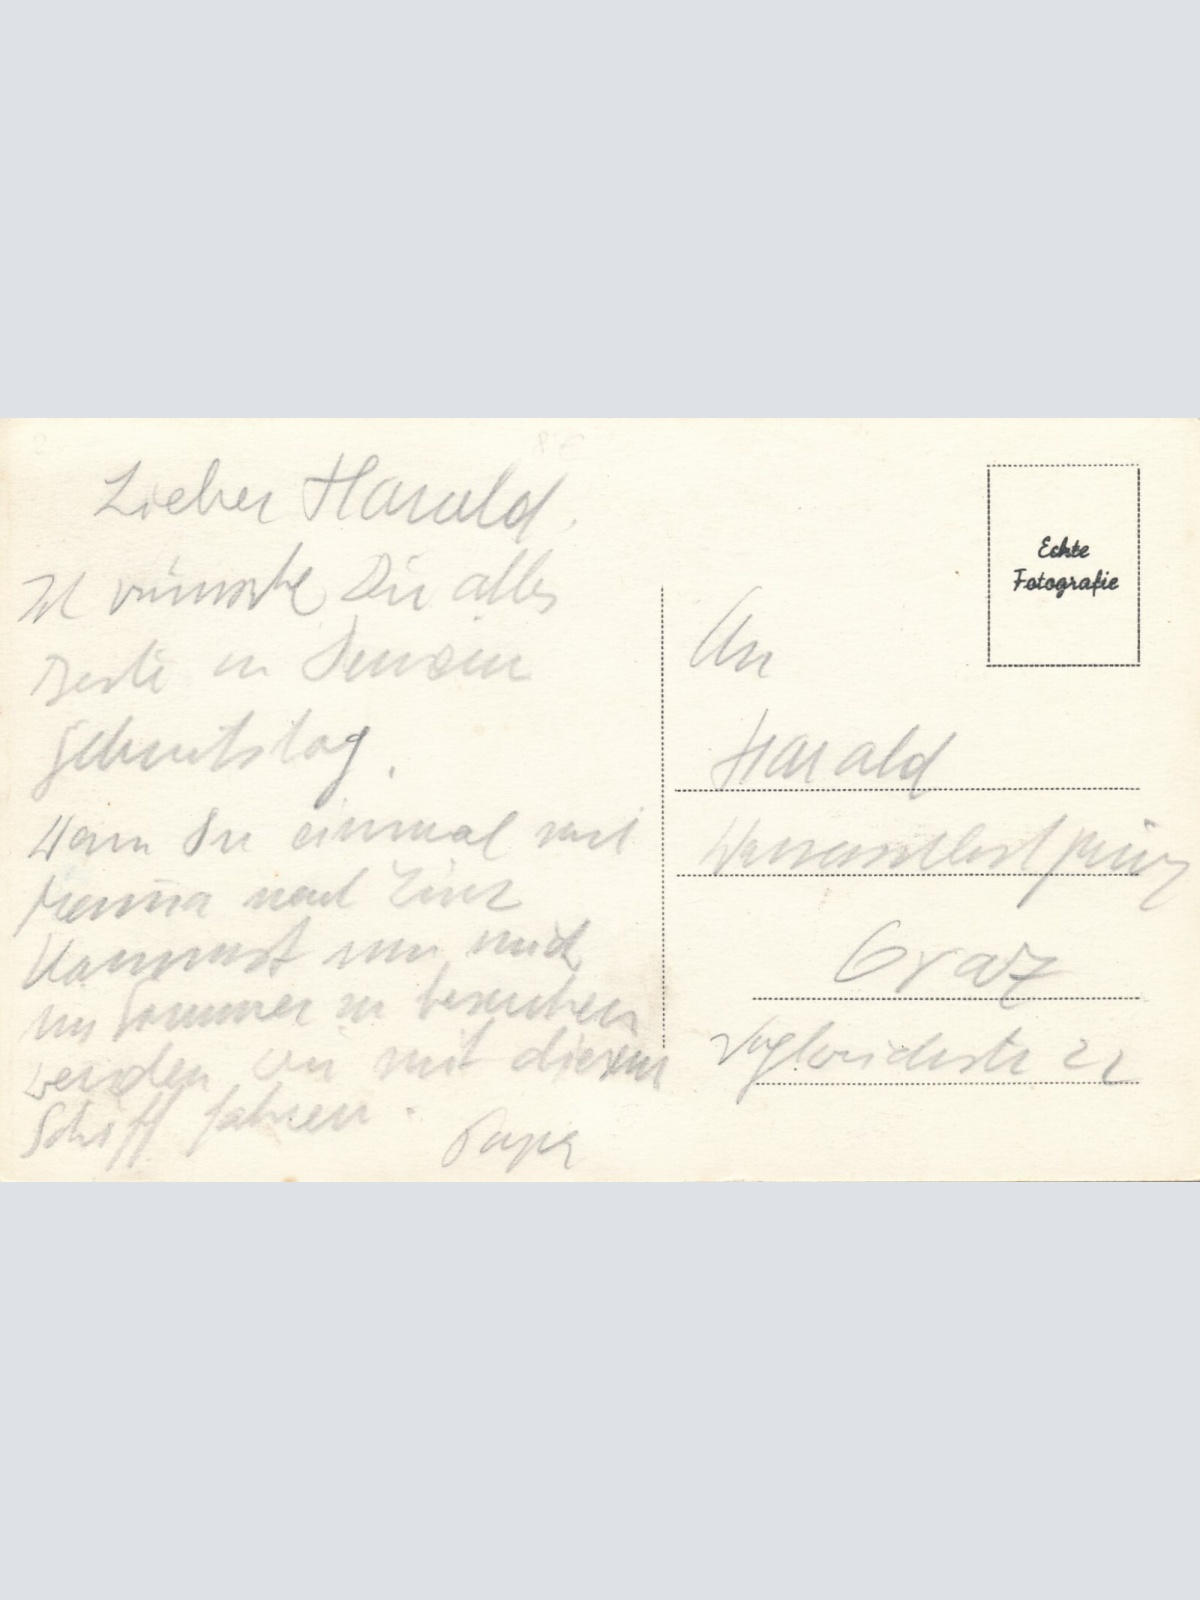 Lieber Harald.
Ich wünsche Dir alles
Beste zu Deinem
Geburtstag.
Wenn Du einmal mit
Mama nach Linz
kommst um mich
im Sommer zu besuchen
werden wir mit diesem
Schiff fahren.
Papa
Echte
Fotografie
An
Harald
Graz
22